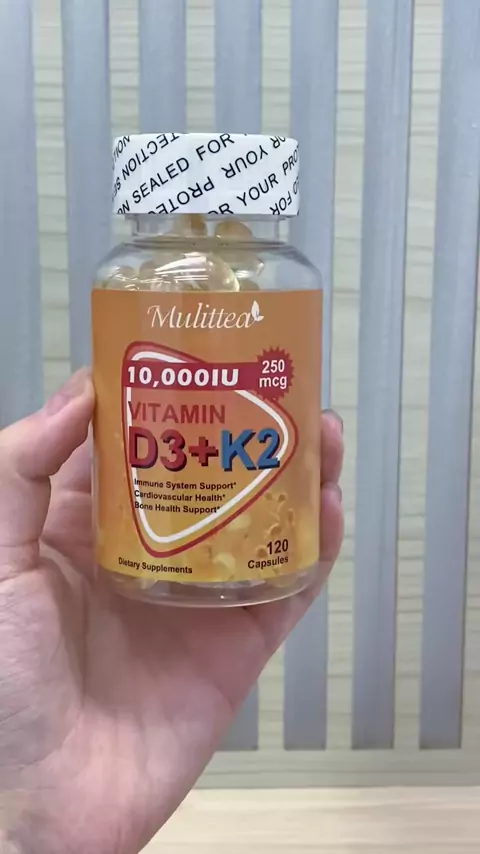 SEALED FOR YOUR PRO
Mulittea
10,000IU
250
mcg
VITAMIN
D3+K2
Immune System Support*
Cardiovascular Health*
Bone Health Support*
120
Capsules
Dietary Supplements